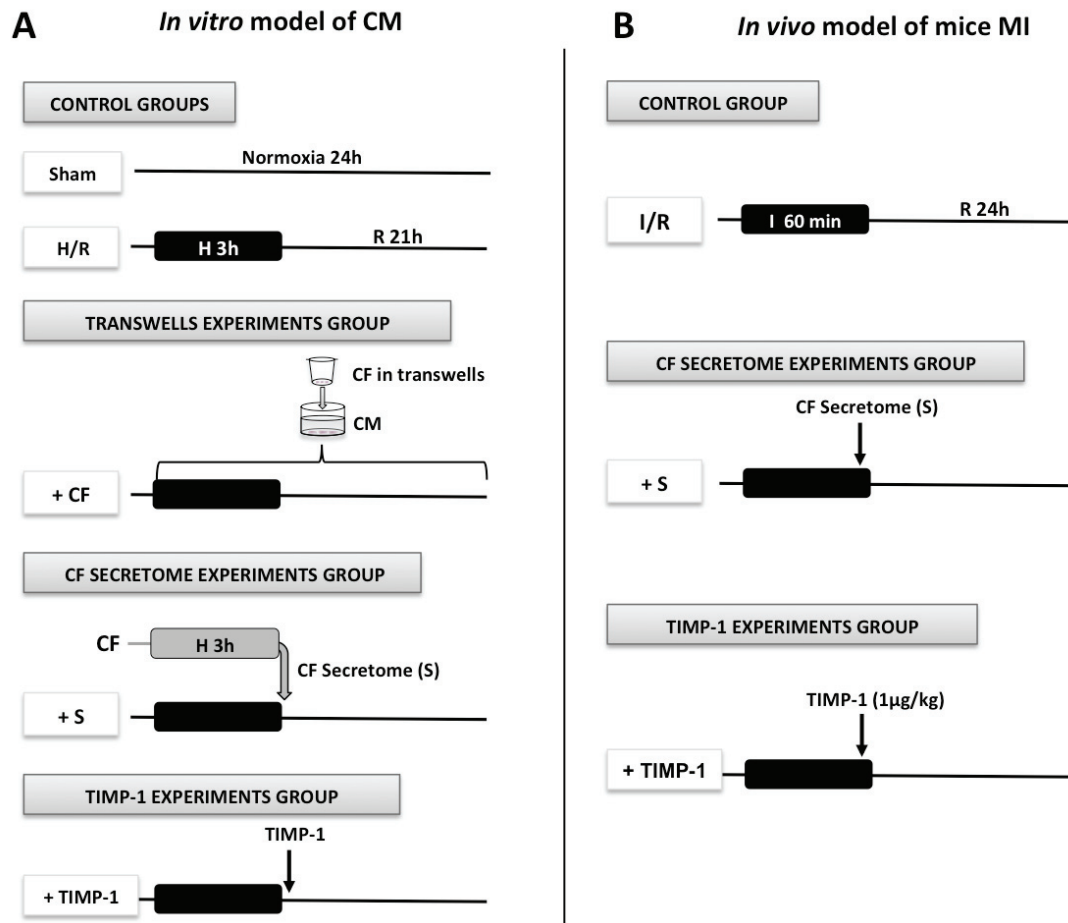 A
In vitro model of CM
CONTROL GROUPS
Sham
Normoxia 24h
H/R
H 3h
R 21h
TRANSWELLS EXPERIMENTS GROUP
CF in transwells
CM
+ CF
CF SECRETOME EXPERIMENTS GROUP
CF
H 3h
CF Secretome (S)
+ S
TIMP-1 EXPERIMENTS GROUP
TIMP-1
+ TIMP-1
B
In vivo model of mice MI
CONTROL GROUP
I/R
I 60 min
R 24h
CF SECRETOME EXPERIMENTS GROUP
CF Secretome (S)
+ S
TIMP-1 EXPERIMENTS GROUP
TIMP-1 (1µg/kg)
+ TIMP-1